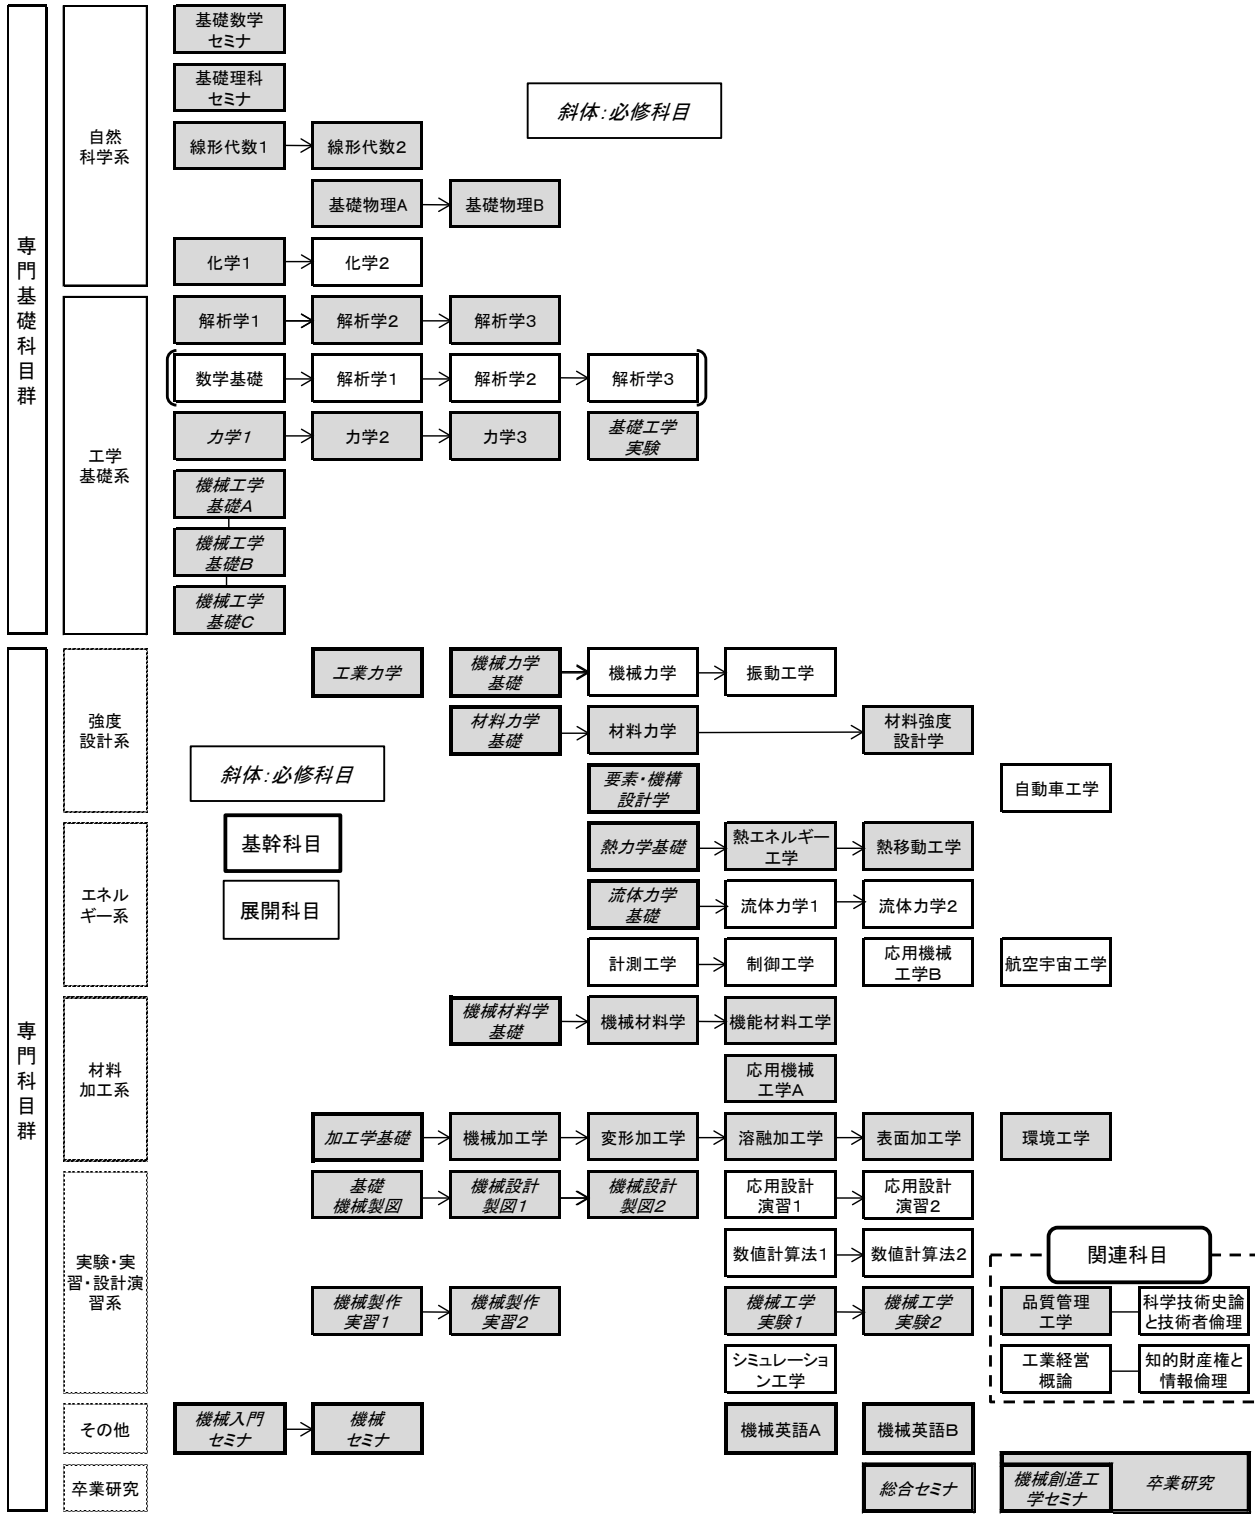 専門基礎科目群
自然
科学系
基礎数学
セミナ
基礎理科
セミナ
斜体：必修科目
線形代数1
線形代数2
基礎物理A
基礎物理B
化学1
化学2
工学
基礎系
解析学1
解析学2
解析学3
数学基礎
解析学1
解析学2
解析学3
力学1
力学2
力学3
基礎工学
実験
機械工学
基礎A
機械工学
基礎B
機械工学
基礎C
専門科目群
強度
設計系
工業力学
機械力学
基礎
機械力学
振動工学
材料力学
基礎
材料力学
材料強度
設計学
斜体：必修科目
要素・機構
設計学
自動車工学
基幹科目
展開科目
エネル
ギー系
熱力学基礎
熱エネルギー
工学
熱移動工学
流体力学
基礎
流体力学1
流体力学2
計測工学
制御工学
応用機械
工学B
航空宇宙工学
材料
加工系
機械材料学
基礎
機械材料学
機能材料工学
応用機械
工学A
加工学基礎
機械加工学
変形加工学
溶融加工学
表面加工学
環境工学
実験・実
習・設計演
習系
基礎
機械製図
機械設計
製図1
機械設計
製図2
応用設計
演習1
応用設計
演習2
数値計算法1
数値計算法2
関連科目
機械製作
実習1
機械製作
実習2
機械工学
実験1
機械工学
実験2
品質管理
工学
科学技術史論
と技術者倫理
シミュレーショ
ン工学
工業経営
概論
知的財産権と
情報倫理
その他
機械入門
セミナ
機械
セミナ
機械英語A
機械英語B
卒業研究
総合セミナ
機械創造工
学セミナ
卒業研究